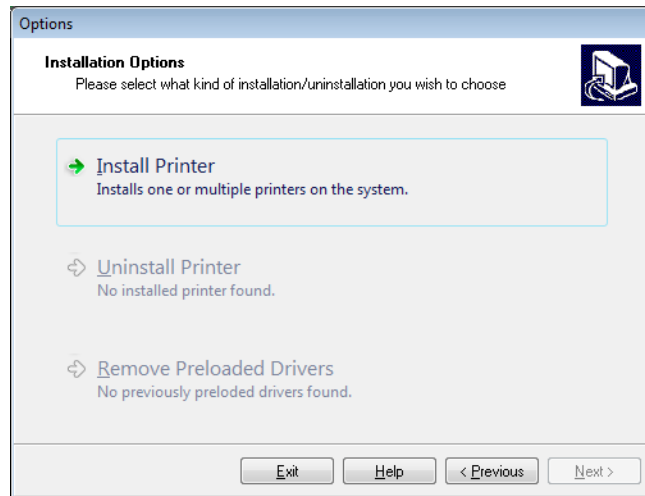 Options
Installation Options
Please select what kind of installation/uninstallation you wish to choose
Install Printer
Installs one or multiple printers on the system.
Uninstall Printer
No installed printer found.
Remove Preloaded Drivers
No previously preloded drivers found.
Exit Help < Previous Next >